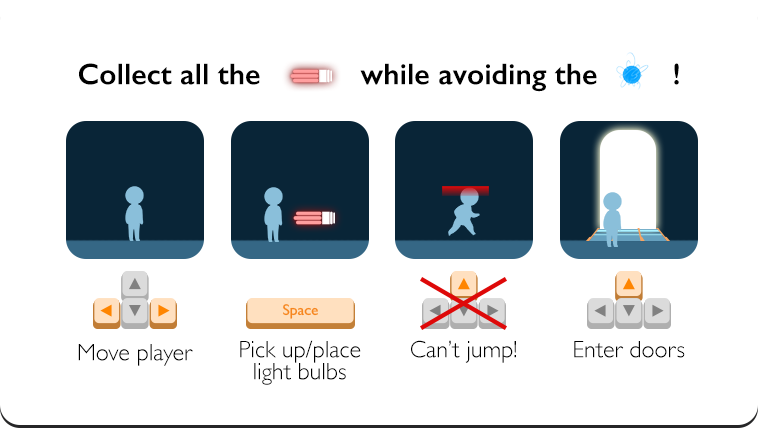 Collect all the while avoiding the !
Space
Move player
Pick up/place
light bulbs
Can't jump!
Enter doors